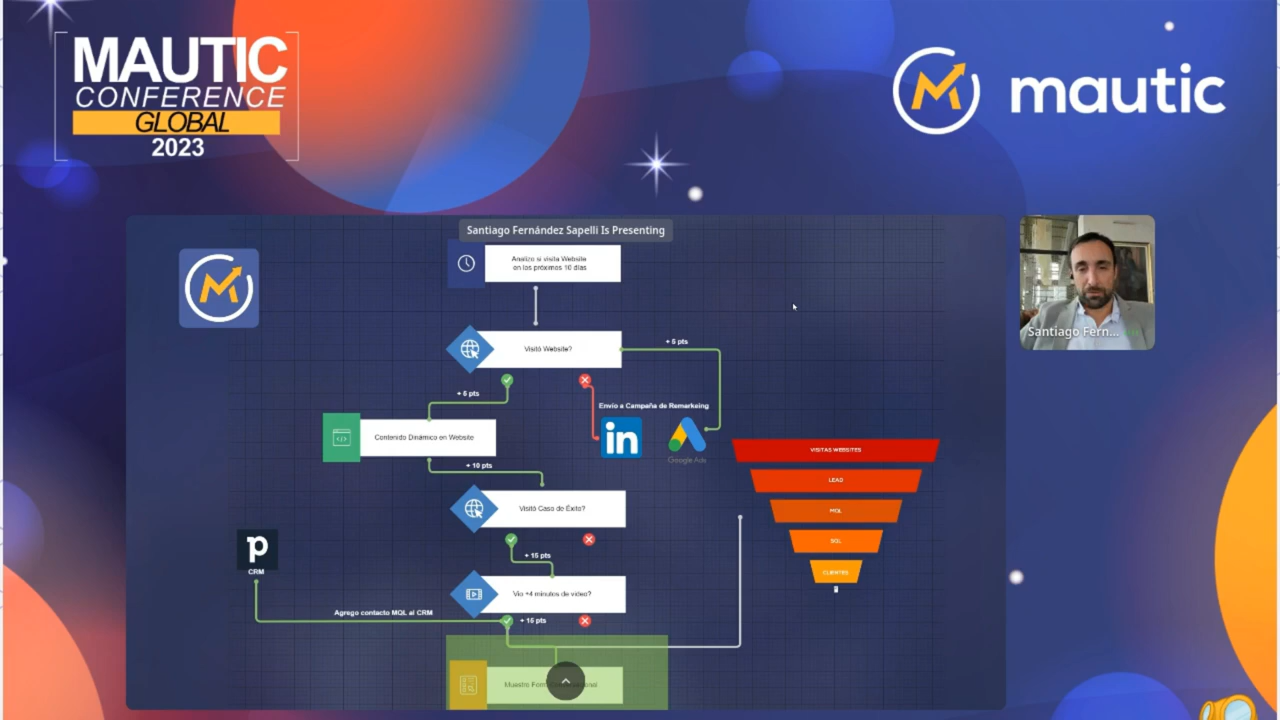 MAUTIC
CONFERENCE
GLOBAL
2023
mautic
Santiago Fernández Sapelli Is Presenting
Analizo si visita Website
en los próximos 10 días
Visitó Website?
+ 5 pts
+ 5 pts
Envío a Campaña de Remarkeing
in
Google Ads
Contenido Dinámico en Website
+ 10 pts
Visitó Caso de Éxito?
+ 15 pts
p
CRM
Vio +4 minutos de video?
Agrego contacto MQL al CRM
+ 15 pts
Muestro Form
VISITAS WEBSITES
LEAD
MQL
SQL
CLIENTES
Santiago Fern...